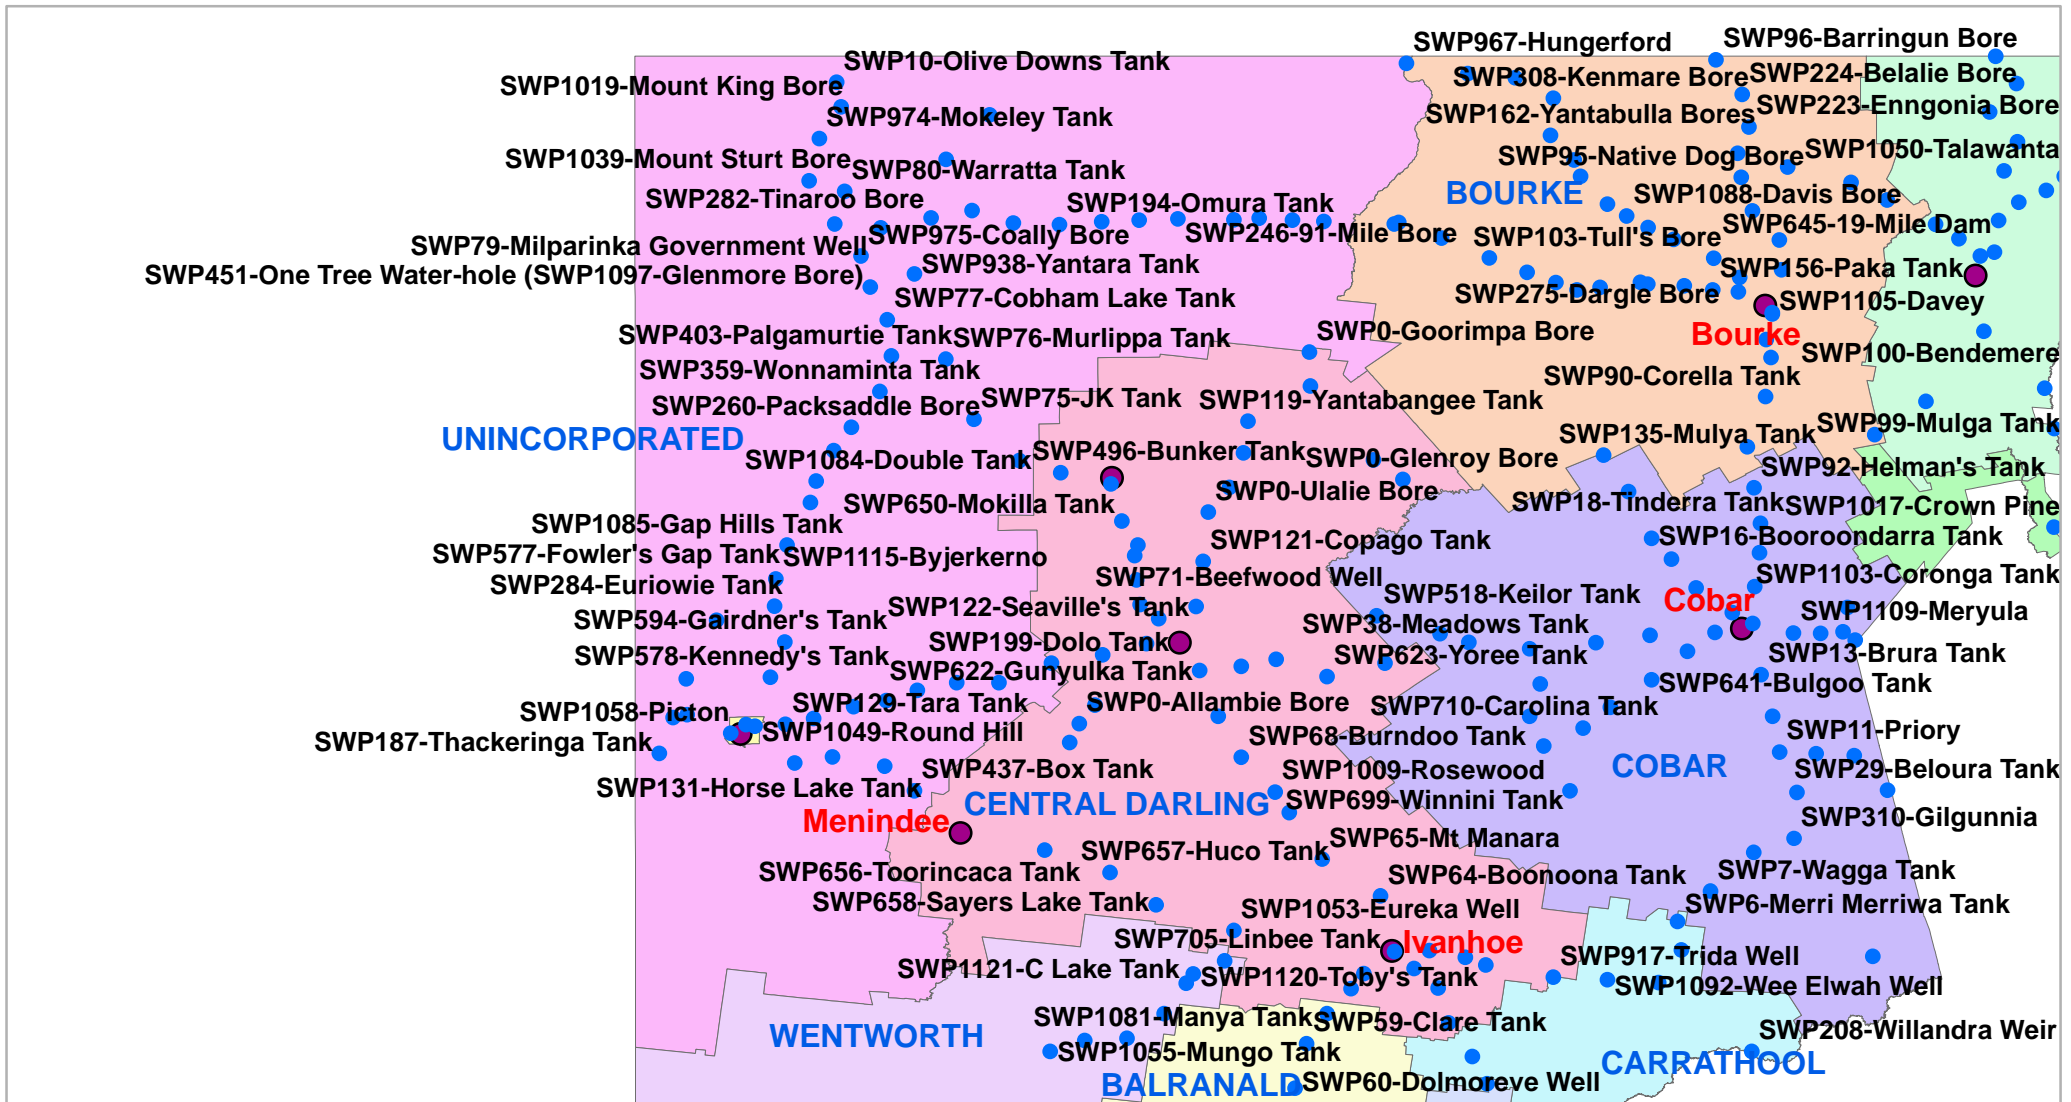 SWP967-Hungerford
SWP96-Barringun Bore
SWP10-Olive Downs Tank
SWP308-Kenmare Bore
SWP224-Belalie Bore
SWP1019-Mount King Bore
SWP223-Enngonia Bore
SWP974-Mokeley Tank
SWP162-Yantabulla Bores
SWP1039-Mount Sturt Bore
SWP95-Native Dog Bore
SWP1050-Talawanta
SWP80-Warratta Tank
BOURKE
SWP1088-Davis Bore
SWP282-Tinaroo Bore
SWP194-Omura Tank
SWP645-19-Mile Dam
SWP79-Milparinka Government Well
SWP975-Coally Bore
SWP246-91-Mile Bore
SWP103-Tull's Bore
SWP451-One Tree Water-hole (SWP1097-Glenmore Bore)
SWP938-Yantara Tank
SWP156-Paka Tank
SWP77-Cobham Lake Tank
SWP275-Dargle Bore
SWP1105-Davey
SWP403-Palgamurtie Tank
SWP76-Murlippa Tank
SWP0-Goorimpa Bore
Bourke
SWP100-Bendemere
SWP359-Wonnaminta Tank
SWP90-Corella Tank
SWP260-Packsaddle Bore
SWP75-JK Tank
SWP119-Yantabangee Tank
UNINCORPORATED
SWP135-Mulya Tank
SWP99-Mulga Tank
SWP1084-Double Tank
SWP496-Bunker Tank
SWP0-Glenroy Bore
SWP92-Helman's Tank
SWP650-Mokilla Tank
SWP0-Ulalie Bore
SWP18-Tinderra Tank
SWP1017-Crown Pine
SWP1085-Gap Hills Tank
SWP121-Copago Tank
SWP16-Booroondarra Tank
SWP577-Fowler's Gap Tank
SWP1115-Byjerkerno
SWP284-Euriowie Tank
SWP71-Beefwood Well
SWP1103-Coronga Tank
SWP594-Gairdner's Tank
SWP122-Seaville's Tank
SWP518-Keilor Tank
Cobar
SWP1109-Meryula
SWP199-Dolo Tank
SWP38-Meadows Tank
SWP578-Kennedy's Tank
SWP622-Gunyulka Tank
SWP623-Yoree Tank
SWP13-Brura Tank
SWP641-Bulgoo Tank
SWP1058-Picton
SWP129-Tara Tank
SWP0-Allambie Bore
SWP710-Carolina Tank
SWP187-Thackeringa Tank
SWP1049-Round Hill
SWP68-Burndoo Tank
SWP11-Priory
SWP437-Box Tank
SWP1009-Rosewood
COBAR
SWP29-Beloura Tank
SWP131-Horse Lake Tank
CENTRAL DARLING
SWP699-Winnini Tank
Menindee
SWP310-Gilgunnia
SWP657-Huco Tank
SWP65-Mt Manara
SWP656-Toorincaca Tank
SWP64-Boonoona Tank
SWP7-Wagga Tank
SWP658-Sayers Lake Tank
SWP1053-Eureka Well
SWP6-Merri Merriwa Tank
SWP705-Linbee Tank
Ivanhoe
SWP917-Trida Well
SWP1121-C Lake Tank
SWP1120-Toby's Tank
SWP1092-Wee Elwah Well
WENTWORTH
SWP1081-Manya Tank
SWP59-Clare Tank
SWP208-Willandra Weir
SWP1055-Mungo Tank
CARRATHOOL
BALRANALD
SWP60-Dolmoreve Well